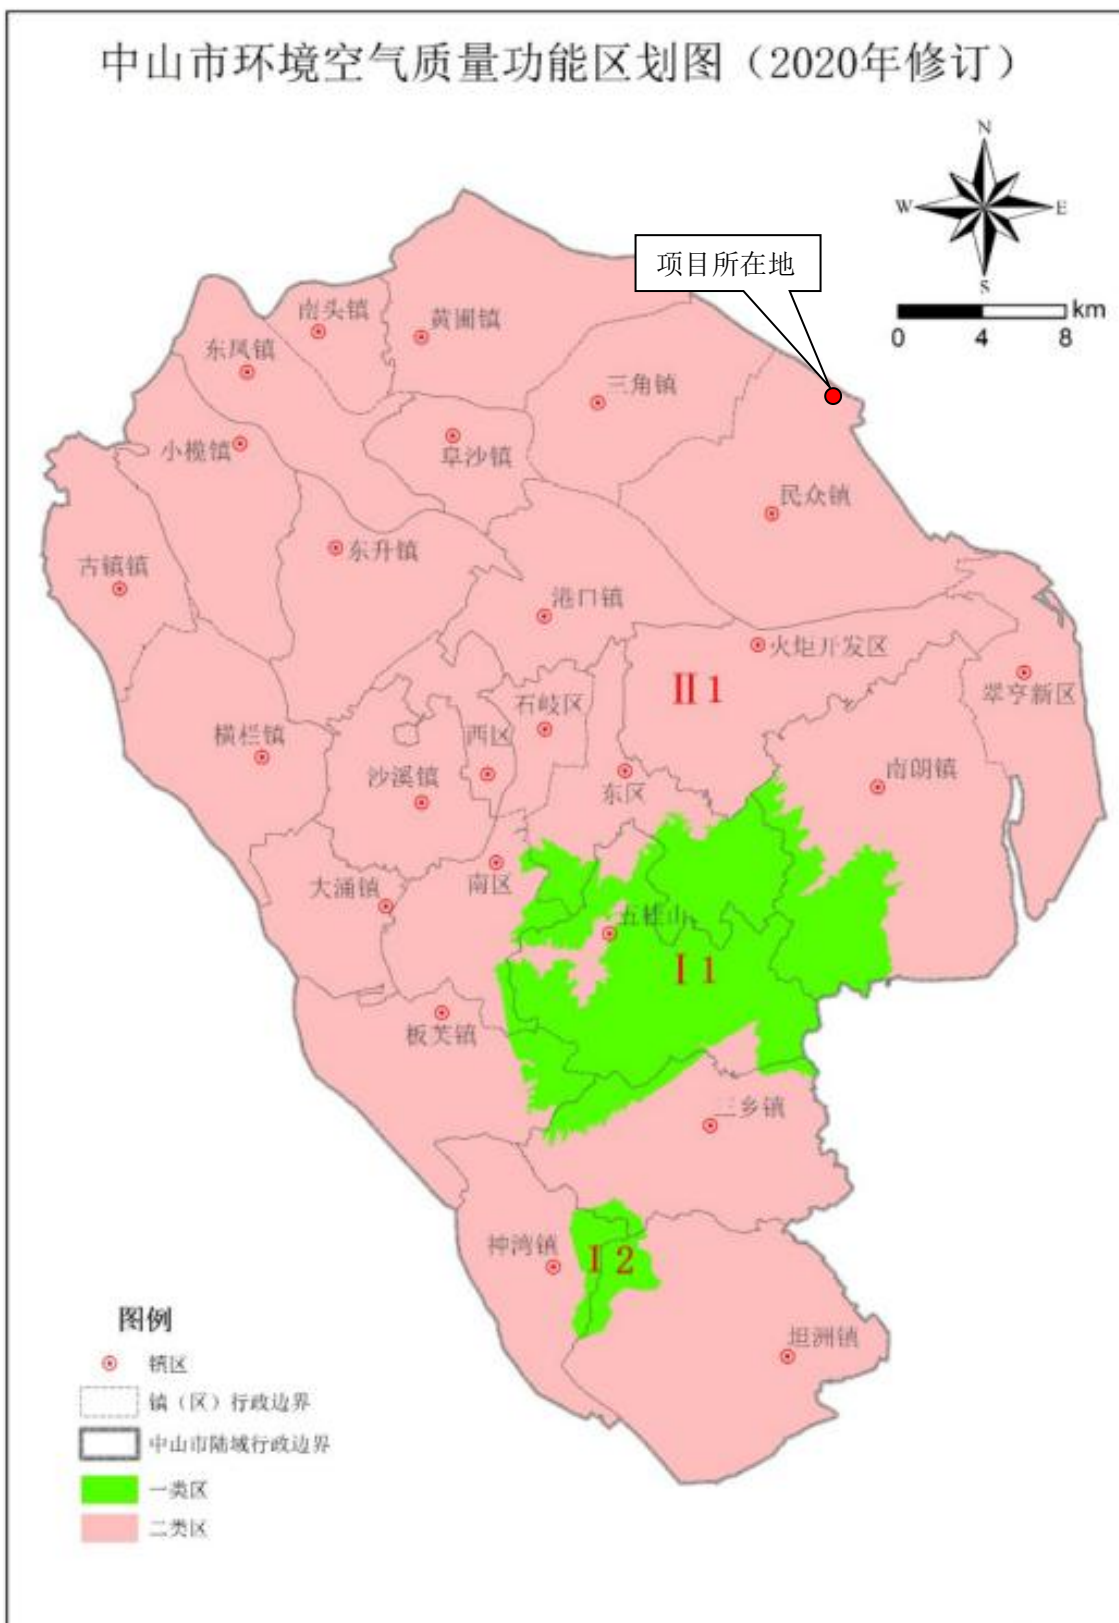 中山市环境空气质量功能区划图（2020年修订）
N
W
E
S
km
0
4
8
项目所在地
南头镇
黄圃镇
东凤镇
三角镇
小榄镇
阜沙镇
民众镇
东升镇
古镇镇
港口镇
火炬开发区
翠亨新区
II 1
石岐区
横栏镇
西区
沙溪镇
东区
南朗镇
南区
大涌镇
五桂山
I 1
板芙镇
三乡镇
神湾镇
I 2
坦洲镇
图例
镇区
镇（区）行政边界
中山市陆域行政边界
一类区
二类区